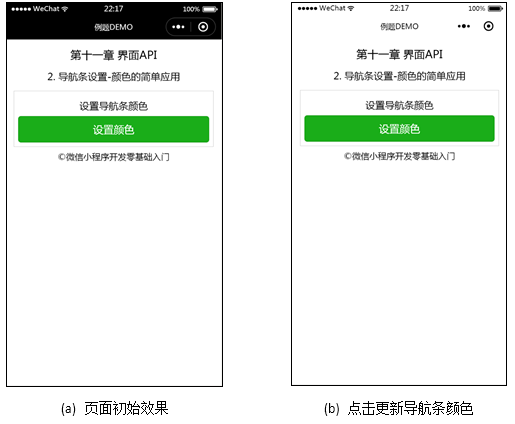 WeChat 22:17 100%
例题DEMO
第十一章 界面API
2. 导航条设置-颜色的简单应用
设置导航条颜色
设置颜色
©微信小程序开发零基础入门
(a) 页面初始效果
WeChat 22:17 100%
例题DEMO
第十一章 界面API
2. 导航条设置-颜色的简单应用
设置导航条颜色
设置颜色
©微信小程序开发零基础入门
(b) 点击更新导航条颜色